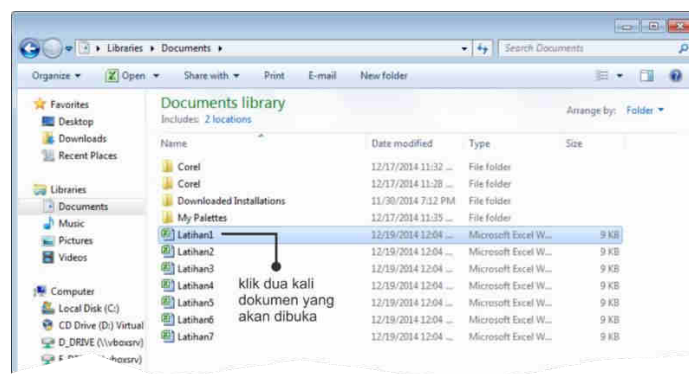 Libraries Documents
Search Documents
Organize Open Share with Print E-mail New folder
Favorites
Desktop
Downloads
Recent Places
Libraries
Documents
Music
Pictures
Videos
Computer
Local Disk (C:)
CD Drive (D:) Virtual
D_DRIVE (\\vboxsrv)
Documents library
Includes: 2 locations
Arrange by: Folder
Name Date modified Type Size
Corel 12/17/2014 11:32 ... File folder
Corel 12/17/2014 11:28 ... File folder
Downloaded Installations 11/30/2014 7:12 PM File folder
My Palettes 12/17/2014 11:35 ... File folder
Latihan1 12/19/2014 12:04 ... Microsoft Excel W... 9 KB
Latihan2 12/19/2014 12:04 ... Microsoft Excel W... 9 KB
Latihan3 12/19/2014 12:04 ... Microsoft Excel W... 9 KB
Latihan4 12/19/2014 12:04 ... Microsoft Excel W... 9 KB
Latihan5 12/19/2014 12:04 ... Microsoft Excel W... 9 KB
Latihan6 12/19/2014 12:04 ... Microsoft Excel W... 9 KB
Latihan7 12/19/2014 12:04 ... Microsoft Excel W... 9 KB
klik dua kali
dokumen yang
akan dibuka